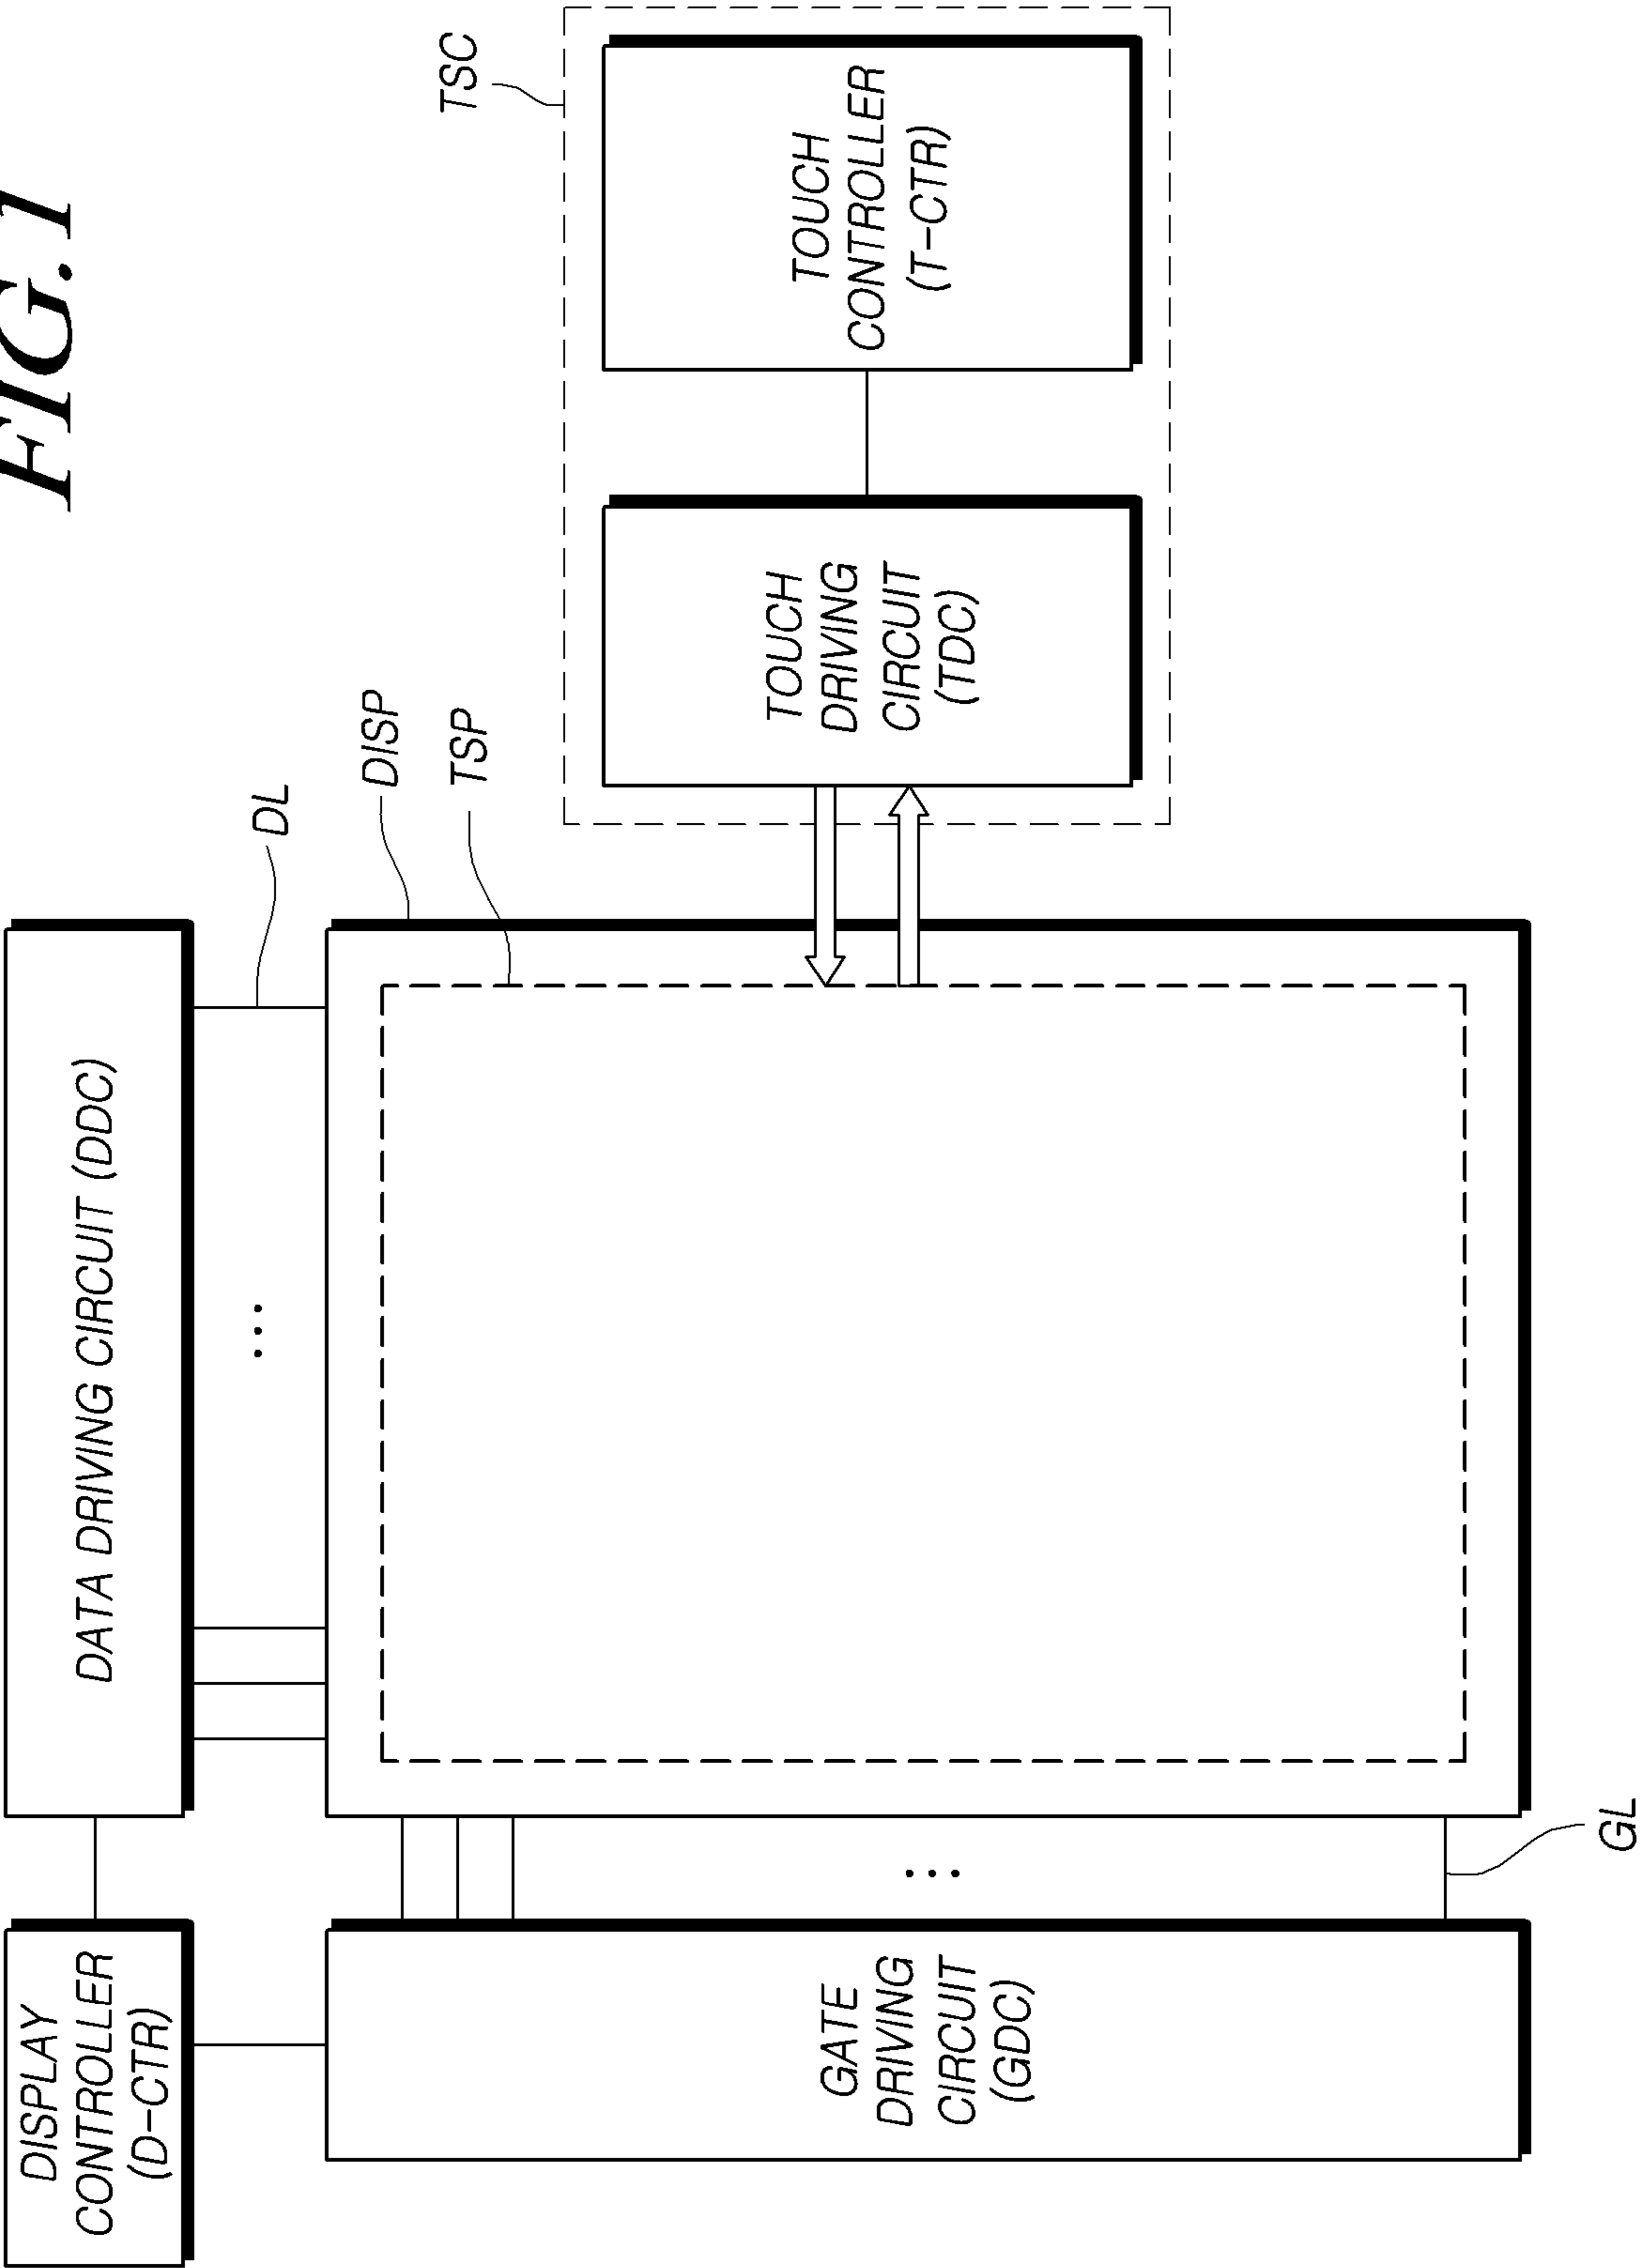 FIG. 1
DISPLAY
CONTROLLER
(D-CTR)
DATA DRIVING CIRCUIT (DDC)
DL
DISP
TSP
TSC
GATE
DRIVING
CIRCUIT
(GDC)
...
...
TOUCH
DRIVING
CIRCUIT
(TDC)
TOUCH
CONTROLLER
(T-CTR)
GL